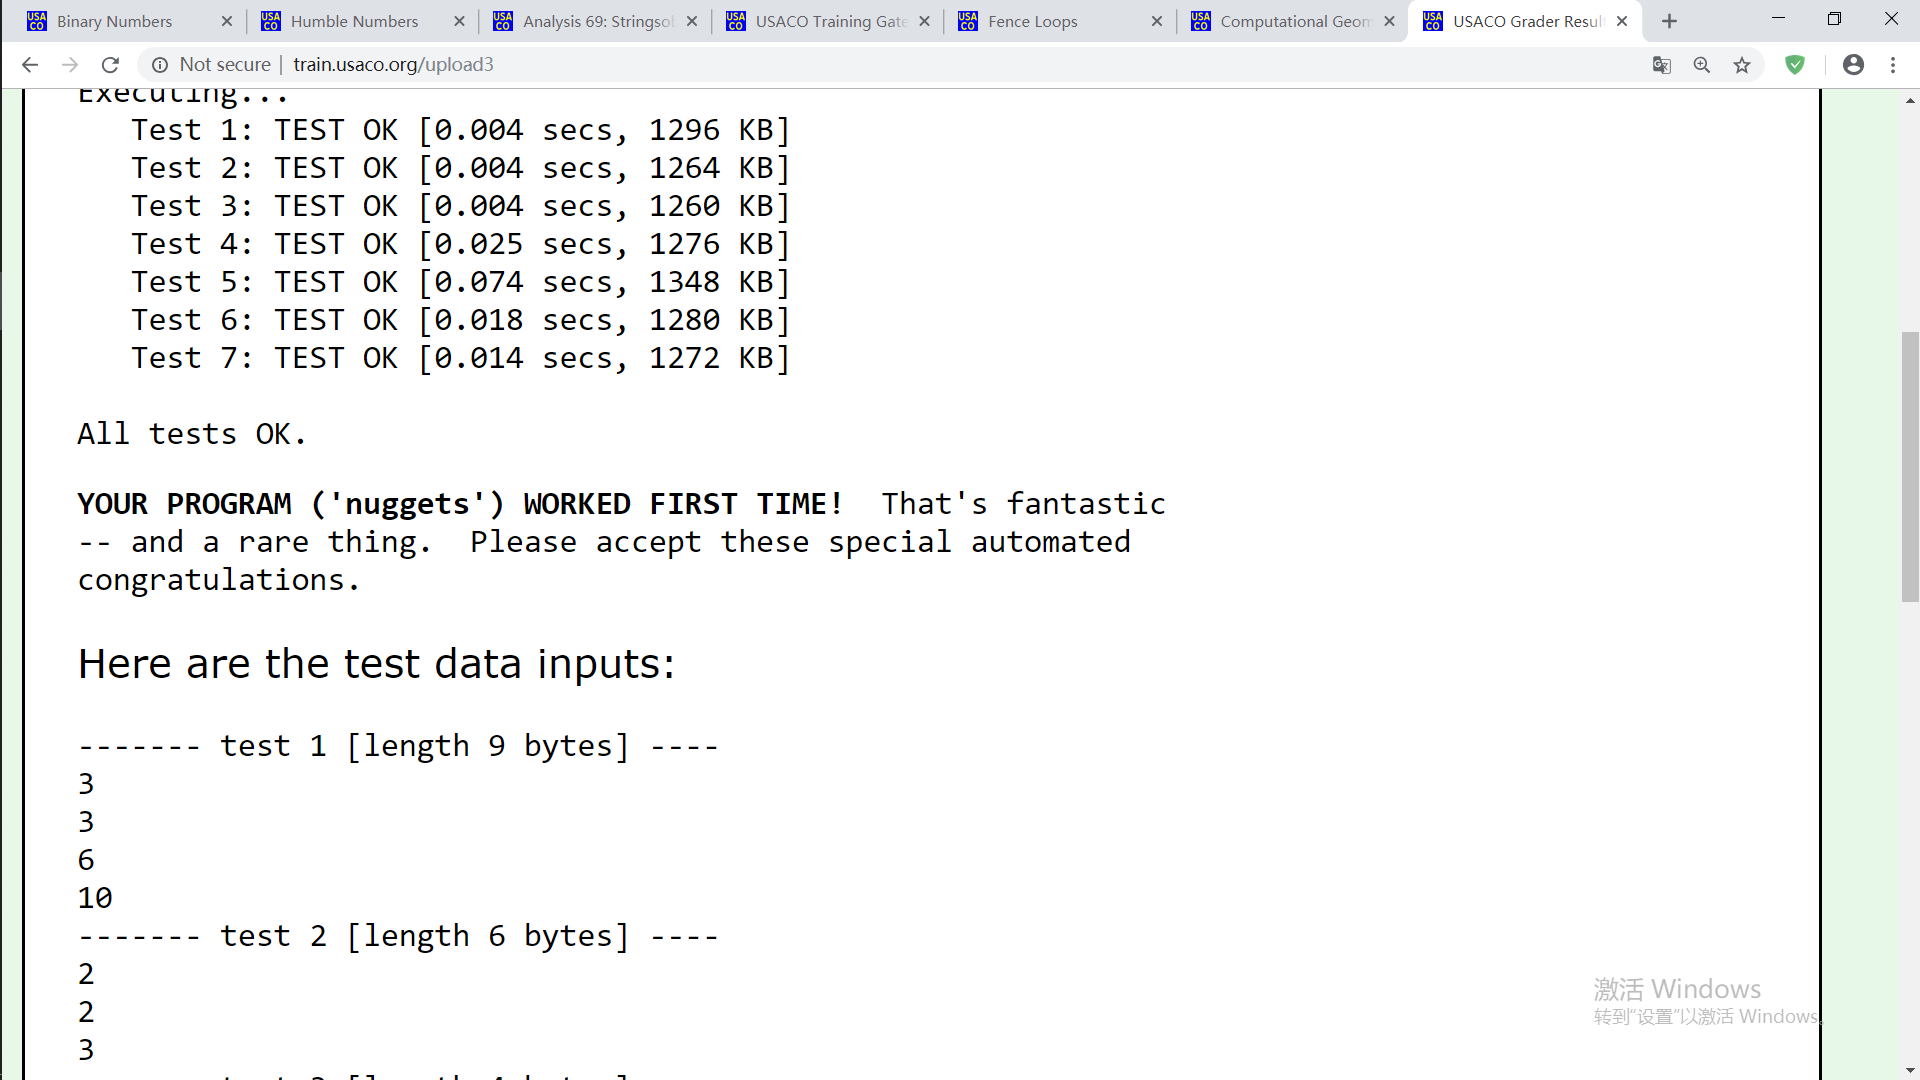 Binary Numbers
Humble Numbers
Analysis 69: Stringsob
USACO Training Gate
Fence Loops
Computational Geom
USACO Grader Result
Not secure | train.usaco.org/upload3
Executing...
Test 1: TEST OK [0.004 secs, 1296 KB]
Test 2: TEST OK [0.004 secs, 1264 KB]
Test 3: TEST OK [0.004 secs, 1260 KB]
Test 4: TEST OK [0.025 secs, 1276 KB]
Test 5: TEST OK [0.074 secs, 1348 KB]
Test 6: TEST OK [0.018 secs, 1280 KB]
Test 7: TEST OK [0.014 secs, 1272 KB]
All tests OK.
YOUR PROGRAM ('nuggets') WORKED FIRST TIME! That's fantastic
-- and a rare thing. Please accept these special automated
congratulations.
Here are the test data inputs:
------- test 1 [length 9 bytes] ----
3
3
6
10
------- test 2 [length 6 bytes] ----
2
2
3
激活 Windows
转到“设置”以激活 Windows。